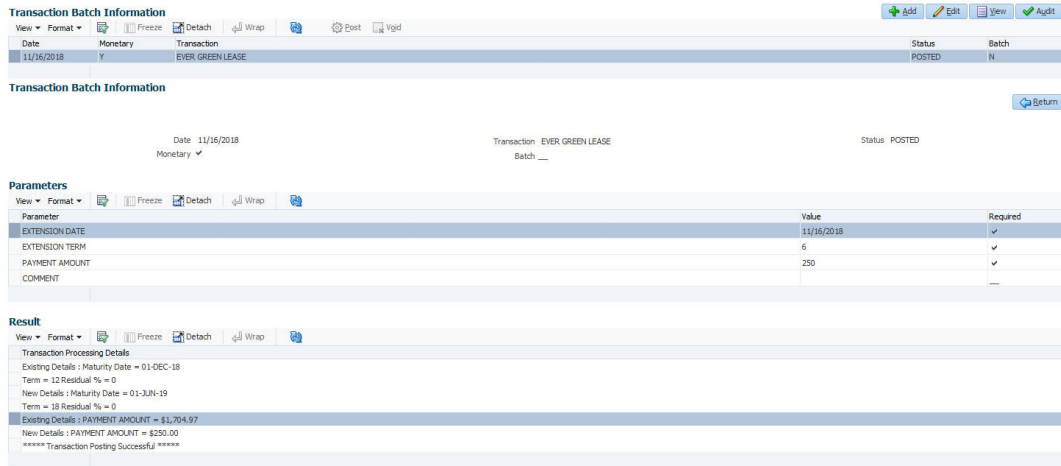 Transaction Batch Information
Add Edit View Audit
View Format Freeze Detach Wrap Post Void
Date Monetary Transaction Status Batch
11/16/2018 Y EVER GREEN LEASE POSTED N
Transaction Batch Information
Return
Date 11/16/2018 Transaction EVER GREEN LEASE Status POSTED
Monetary Batch
Parameters
View Format Freeze Detach Wrap
Parameter Value Required
EXTENSION DATE 11/16/2018
EXTENSION TERM 6
PAYMENT AMOUNT 250
COMMENT
Result
View Format Freeze Detach Wrap
Transaction Processing Details
Existing Details : Maturity Date = 01-DEC-18
Term = 12 Residual % = 0
New Details : Maturity Date = 01-JUN-19
Term = 18 Residual % = 0
Existing Details : PAYMENT AMOUNT = $1,704.97
New Details : PAYMENT AMOUNT = $250.00
***** Transaction Posting Successful *****